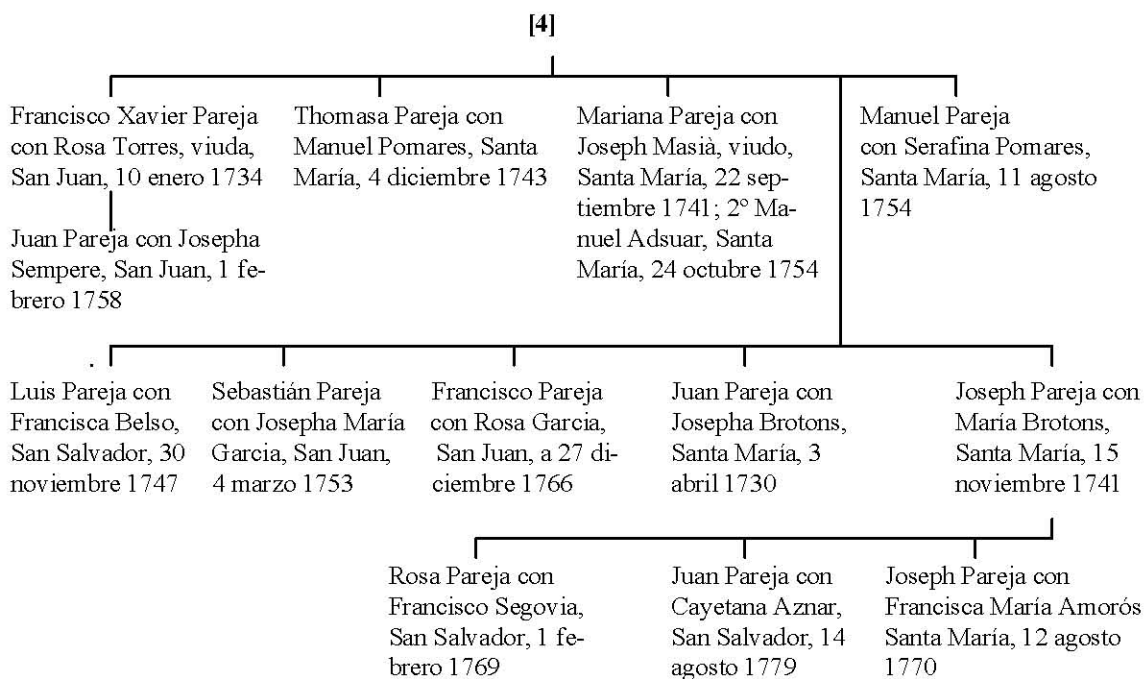 [4]
Francisco Xavier Pareja
con Rosa Torres, viuda,
San Juan, 10 enero 1734
Thomasa Pareja con
Manuel Pomares, Santa
María, 4 diciembre 1743
Mariana Pareja con
Joseph Masià, viudo,
Santa María, 22 sep-
tiembre 1741; 2º Ma-
nuel Adsuar, Santa
María, 24 octubre 1754
Manuel Pareja
con Serafina Pomares,
Santa María, 11 agosto
1754
Juan Pareja con Josepha
Sempere, San Juan, 1 fe-
brero 1758
Luis Pareja con
Francisca Belso,
San Salvador, 30
noviembre 1747
Sebastián Pareja
con Josepha María
Garcia, San Juan,
4 marzo 1753
Francisco Pareja
con Rosa Garcia,
San Juan, a 27 di-
ciembre 1766
Juan Pareja con
Josepha Brotons,
Santa María, 3
abril 1730
Joseph Pareja con
María Brotons,
Santa María, 15
noviembre 1741
Rosa Pareja con
Francisco Segovia,
San Salvador, 1 fe-
brero 1769
Juan Pareja con
Cayetana Aznar,
San Salvador, 14
agosto 1779
Joseph Pareja con
Francisca María Amorós
Santa María, 12 agosto
1770